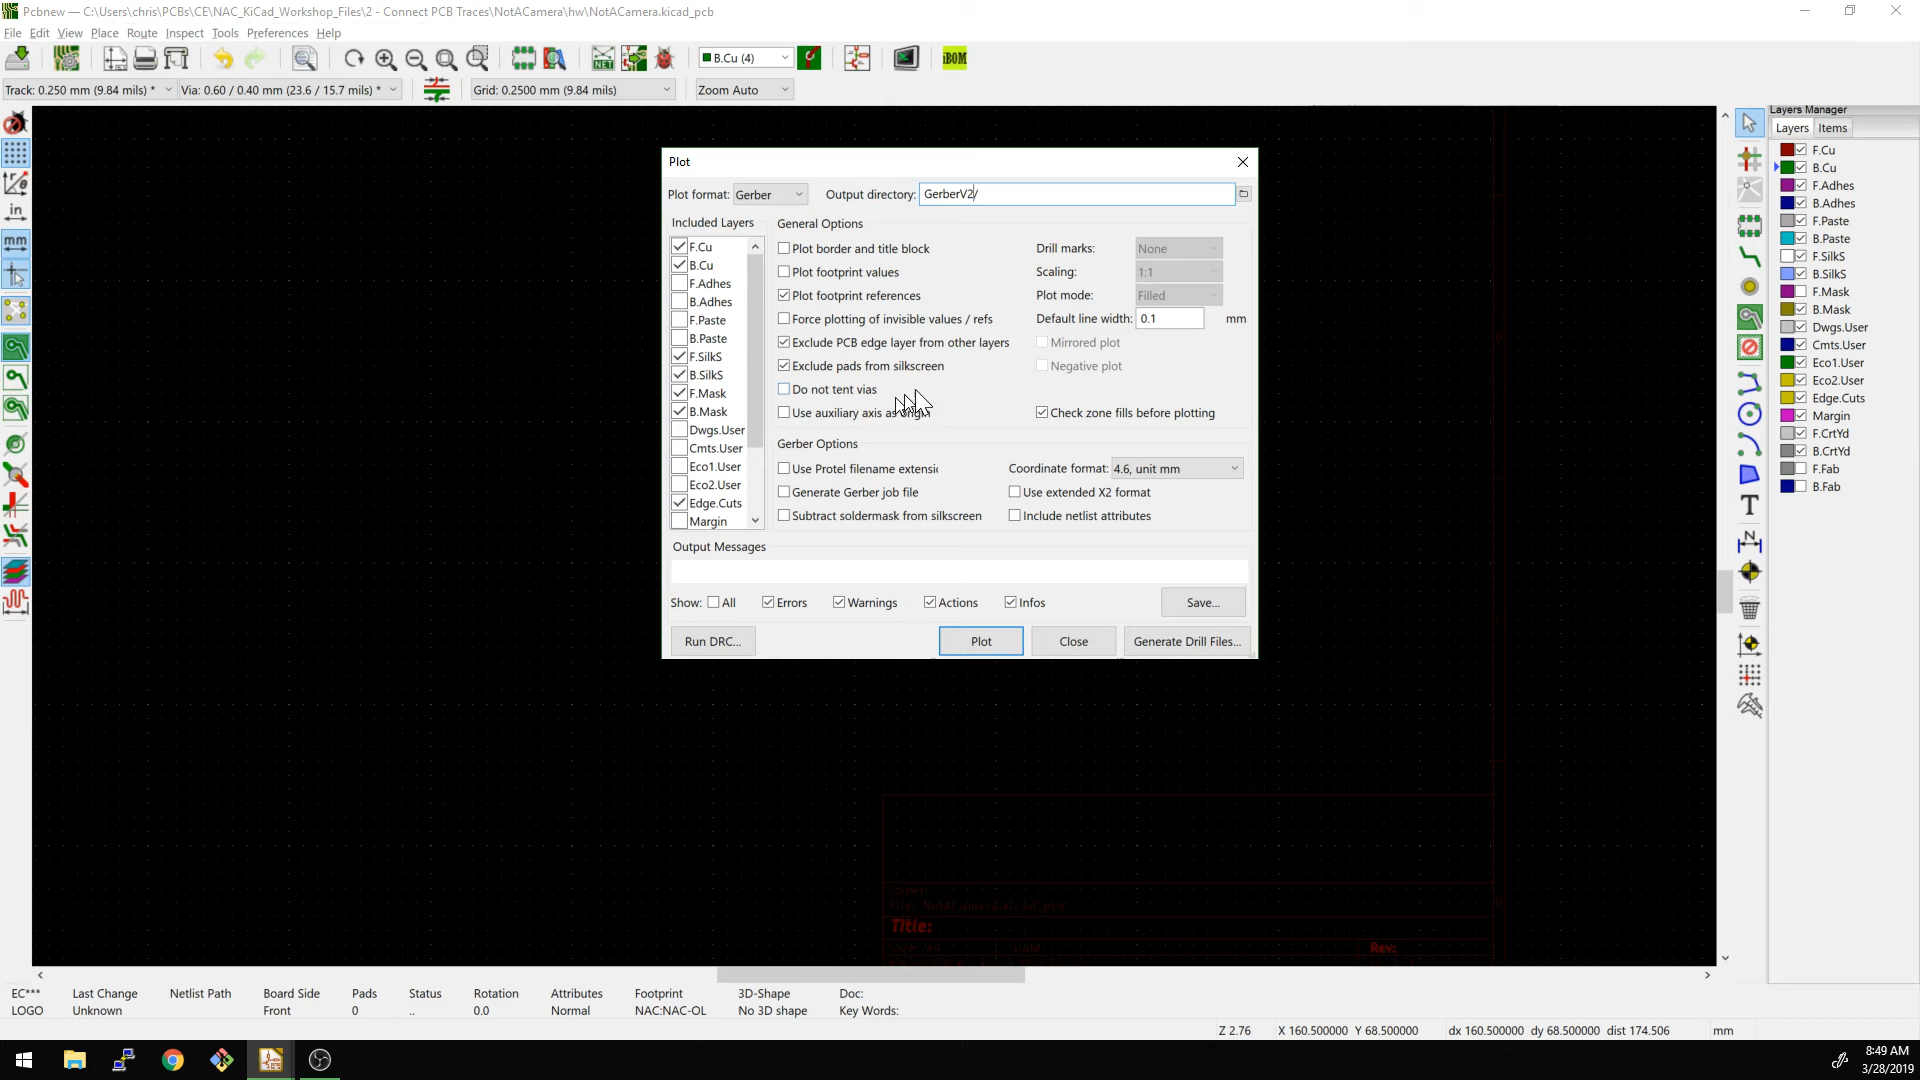 Pcbnew — C:\Users\chris\PCBs\CE\NAC_KiCad_Workshop_Files\2 - Connect PCB Traces\NotACamera\hw\NotACamera.kicad_pcb
File Edit View Place Route Inspect Tools Preferences Help
NET
B.Cu (4)
iBOM
Track: 0.250 mm (9.84 mils) *
Via: 0.60 / 0.40 mm (23.6 / 15.7 mils) *
Grid: 0.2500 mm (9.84 mils)
Zoom Auto
in
mm
Plot
Plot format: Gerber
Output directory: GerberV2/
Included Layers
F.Cu
B.Cu
F.Adhes
B.Adhes
F.Paste
B.Paste
F.SilkS
B.SilkS
F.Mask
B.Mask
Dwgs.User
Cmts.User
Eco1.User
Eco2.User
Edge.Cuts
Margin
General Options
Plot border and title block
Plot footprint values
Plot footprint references
Force plotting of invisible values / refs
Exclude PCB edge layer from other layers
Exclude pads from silkscreen
Do not tent vias
Use auxiliary axis as origin
Drill marks: None
Scaling: 1:1
Plot mode: Filled
Default line width: 0.1 mm
Mirrored plot
Negative plot
Check zone fills before plotting
Gerber Options
Use Protel filename extensic
Generate Gerber job file
Subtract soldermask from silkscreen
Coordinate format: 4.6, unit mm
Use extended X2 format
Include netlist attributes
Output Messages
Show: All Errors Warnings Actions Infos
Save...
Run DRC...
Plot
Close
Generate Drill Files...
Layers Manager
Layers Items
F.Cu
B.Cu
F.Adhes
B.Adhes
F.Paste
B.Paste
F.SilkS
B.SilkS
F.Mask
B.Mask
Dwgs.User
Cmts.User
Eco1.User
Eco2.User
Edge.Cuts
Margin
F.CrtYd
B.CrtYd
F.Fab
B.Fab
T
N
Title:
Rev:
EC*** Last Change Netlist Path Board Side Pads Status Rotation Attributes Footprint 3D-Shape Doc:
LOGO Unknown Front 0 .. 0.0 Normal NAC:NAC-OL No 3D shape Key Words:
Z 2.76 X 160.500000 Y 68.500000 dx 160.500000 dy 68.500000 dist 174.506 mm
8:49 AM
3/28/2019